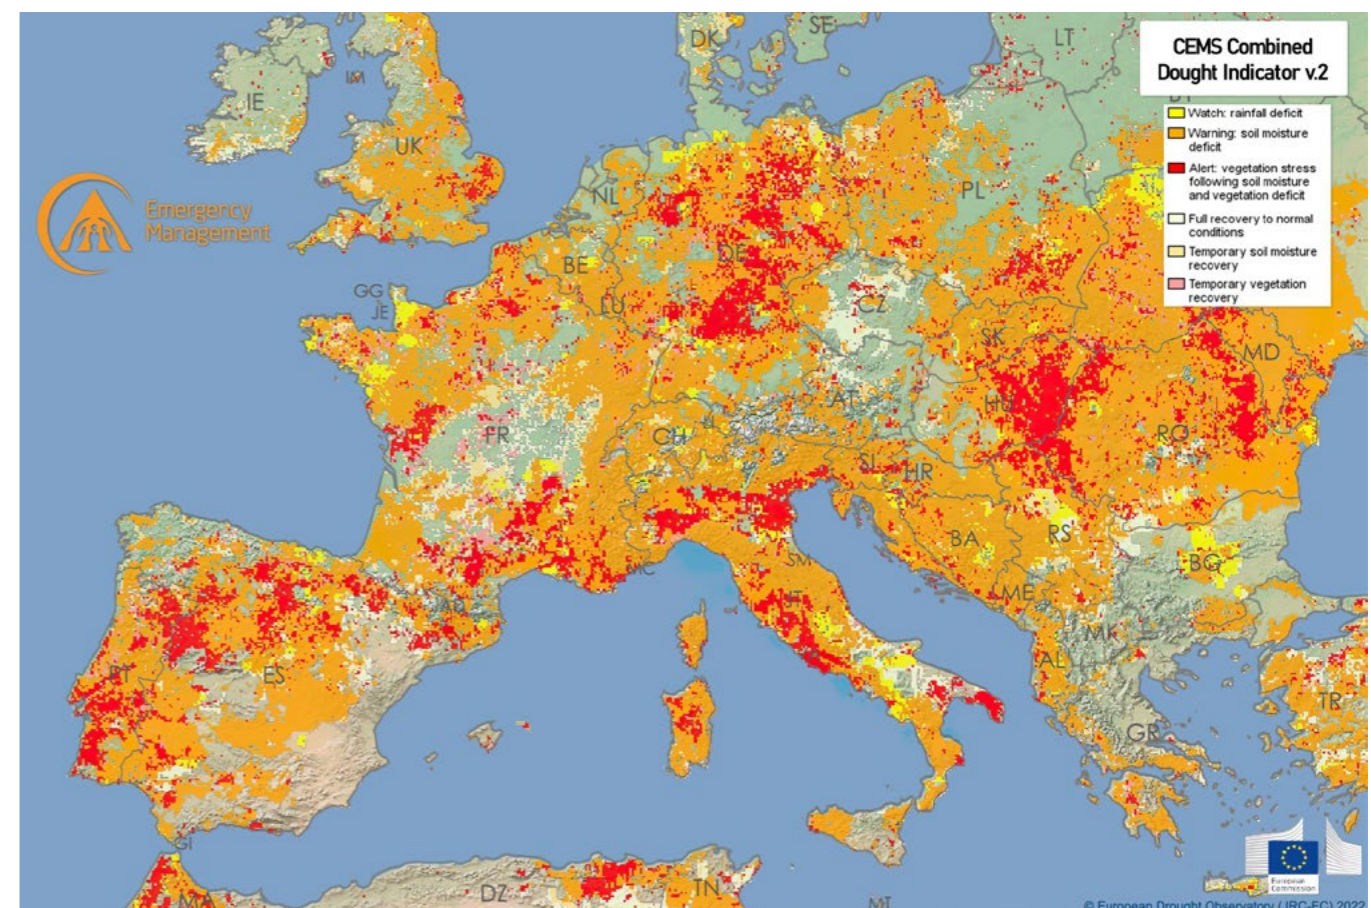 CEMS Combined
Dought Indicator v.2
Watch: rainfall deficit
Warning: soil moisture
deficit
Alert: vegetation stress
following soil moisture
and vegetation deficit
Full recovery to normal
conditions
Temporary soil moisture
recovery
Temporary vegetation
recovery
Emergency
Management
DK
SE
LT
IE
IM
UK
NL
PL
DE
BE
LU
GG
JE
CZ
SK
MD
FR
CH
LI
AT
HU
RO
SI
HR
BA
RS
BG
MC
SM
IT
ME
MK
AL
AD
PT
ES
TR
GR
GI
MA
DZ
TN
MT
European
Commission
© European Drought Observatory (JRC-EC) 2022